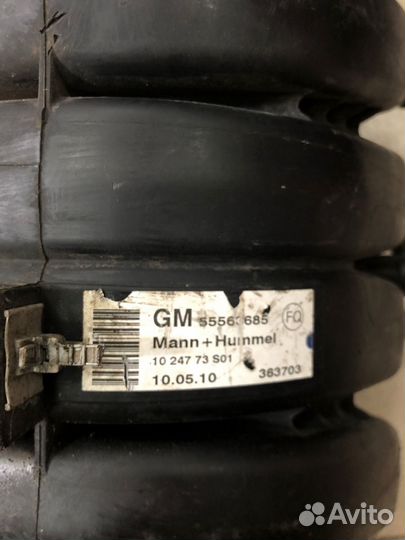 GM 55563685 FQ
Mann+Hummel
10 247 73 S01
10.05.10 363703
Avito